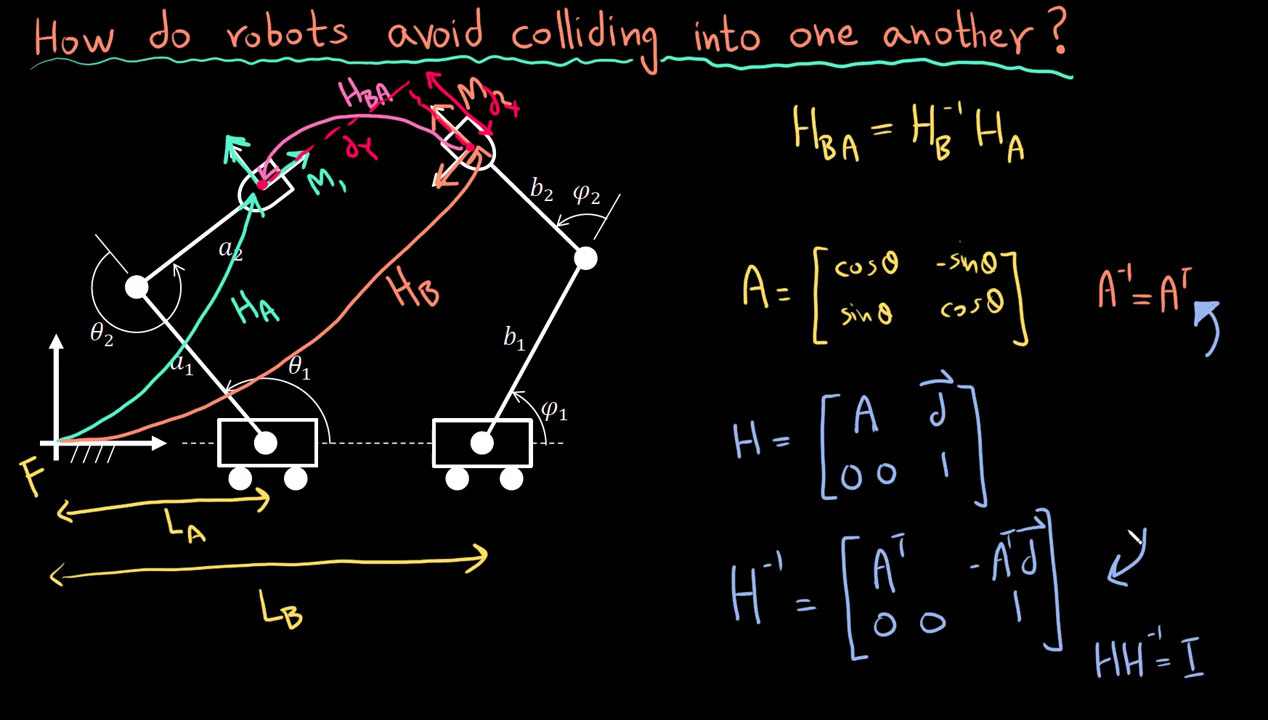 How do robots avoid colliding into one another?
H_BA
M_2
d_x
d_y
M_1
H_BA = H_B^-1 H_A
b_2
φ_2
a_2
A = [ cosθ -sinθ
sinθ cosθ ]
A^-1 = A^T
H_A
H_B
θ_2
b_1
a_1
θ_1
φ_1
H = [ A d⃗
0 0 1 ]
F
L_A
H^-1 = [ A^T -A^T d⃗
0 0 1 ]
L_B
HH^-1 = I